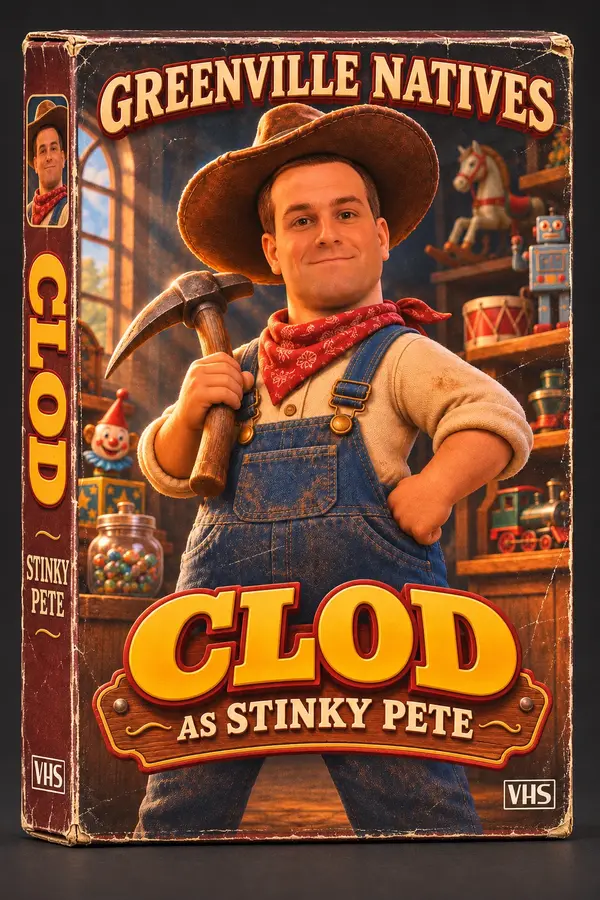 GREENVILLE NATIVES
CLOD
AS STINKY PETE
VHS
CLOD
STINKY
PETE
VHS